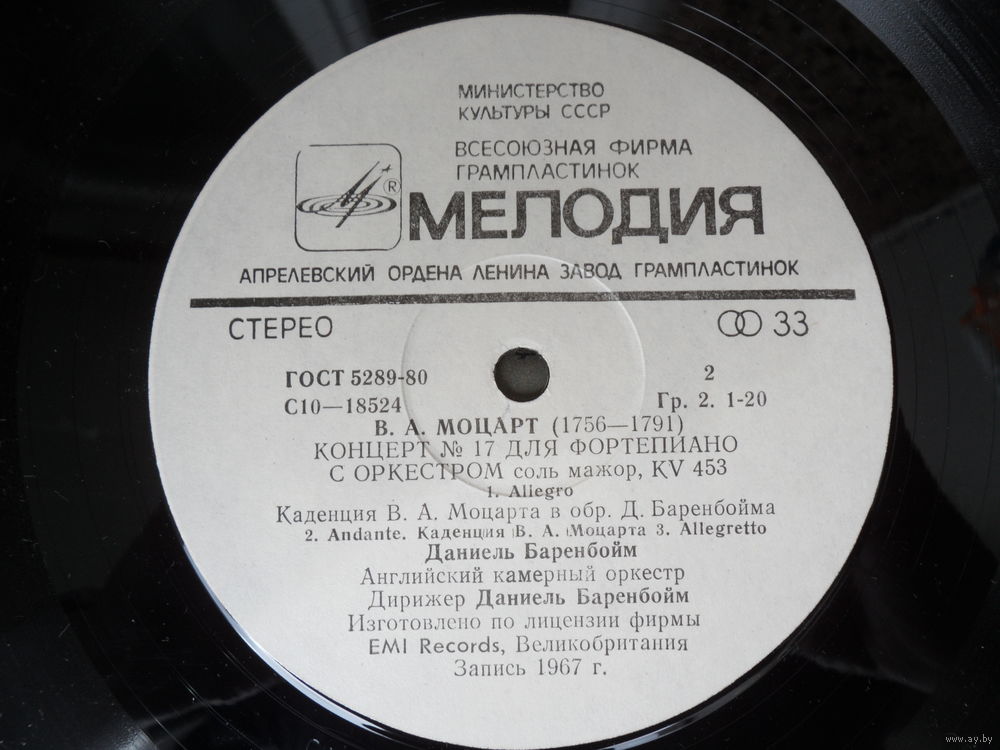 МИНИСТЕРСТВО
КУЛЬТУРЫ СССР
ВСЕСОЮЗНАЯ ФИРМА
ГРАМПЛАСТИНОК
®
МЕЛОДИЯ
АПРЕЛЕВСКИЙ ОРДЕНА ЛЕНИНА ЗАВОД ГРАМПЛАСТИНОК
СТЕРЕО 33
ГОСТ 5289-80 2
С10—18524 Гр. 2. 1-20
В. А. МОЦАРТ (1756—1791)
КОНЦЕРТ № 17 ДЛЯ ФОРТЕПИАНО
С ОРКЕСТРОМ соль мажор, KV 453
1. Allegro
Каденция В. А. Моцарта в обр. Д. Баренбойма
2. Andante. Каденция В. А. Моцарта 3. Allegretto
Даниель Баренбойм
Английский камерный оркестр
Дирижер Даниель Баренбойм
Изготовлено по лицензии фирмы
EMI Records, Великобритания
Запись 1967 г.
www.ay.by